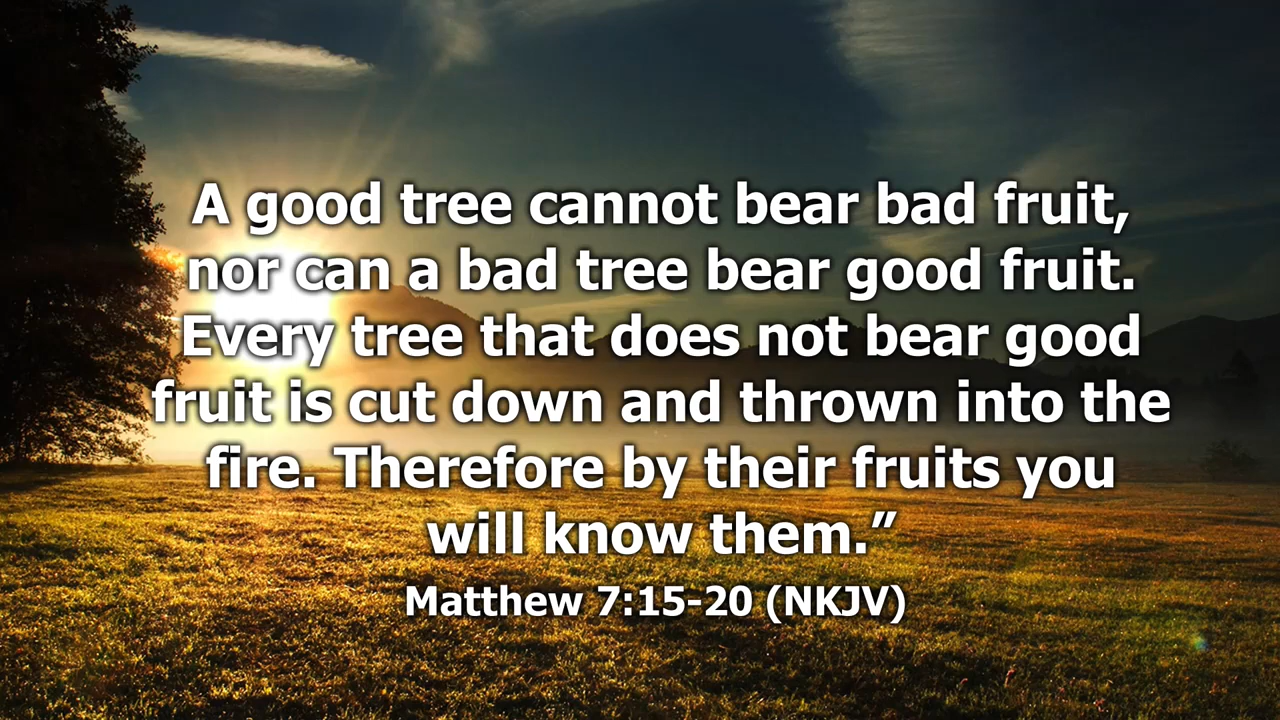 A good tree cannot bear bad fruit,
nor can a bad tree bear good fruit.
Every tree that does not bear good
fruit is cut down and thrown into the
fire. Therefore by their fruits you
will know them.”
Matthew 7:15-20 (NKJV)